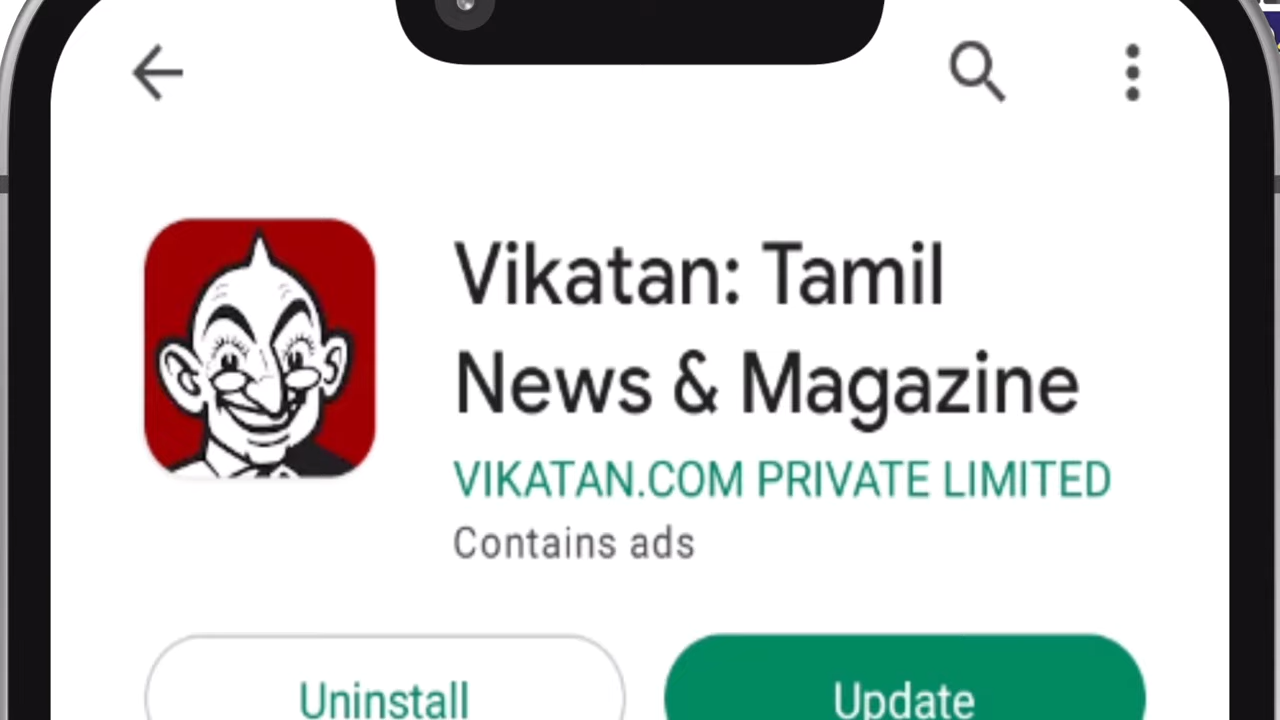 Vikatan: Tamil
News & Magazine
VIKATAN.COM PRIVATE LIMITED
Contains ads
Uninstall
Update